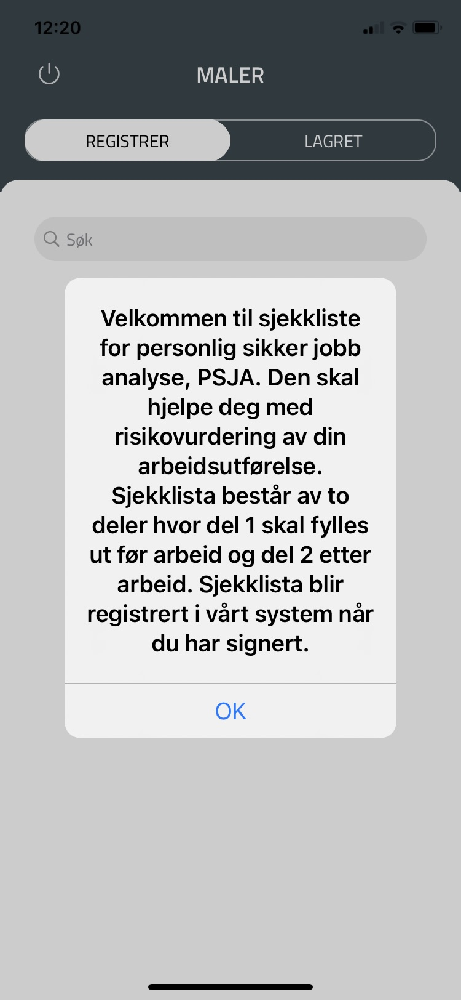 12:20
MALER
REGISTRER
LAGRET
Søk
Velkommen til sjekkliste
for personlig sikker jobb
analyse, PSJA. Den skal
hjelpe deg med
risikovurdering av din
arbeidsutførelse.
Sjekklista består av to
deler hvor del 1 skal fylles
ut før arbeid og del 2 etter
arbeid. Sjekklista blir
registrert i vårt system når
du har signert.
OK